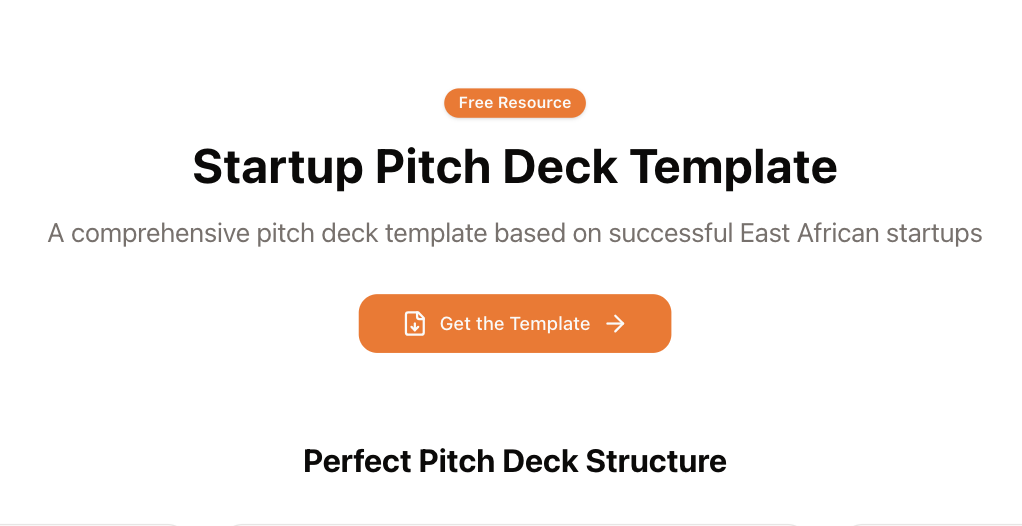 Free Resource
Startup Pitch Deck Template
A comprehensive pitch deck template based on successful East African startups
Get the Template
Perfect Pitch Deck Structure